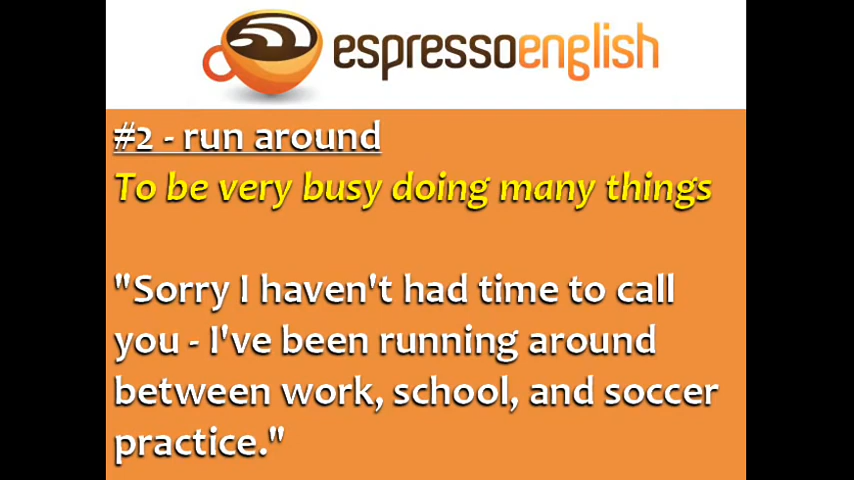 espressoenglish
#2 - run around
To be very busy doing many things
"Sorry I haven't had time to call
you - I've been running around
between work, school, and soccer
practice."